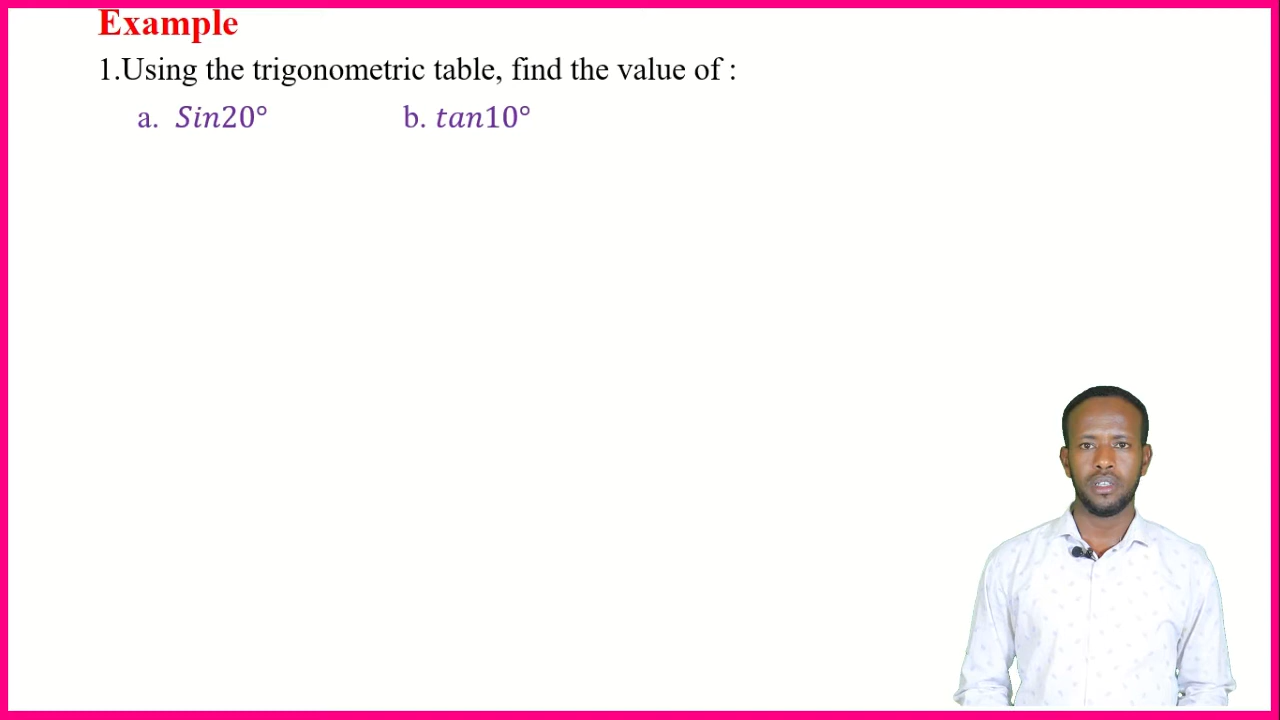 Example
1.Using the trigonometric table, find the value of :
a. Sin20° b. tan10°